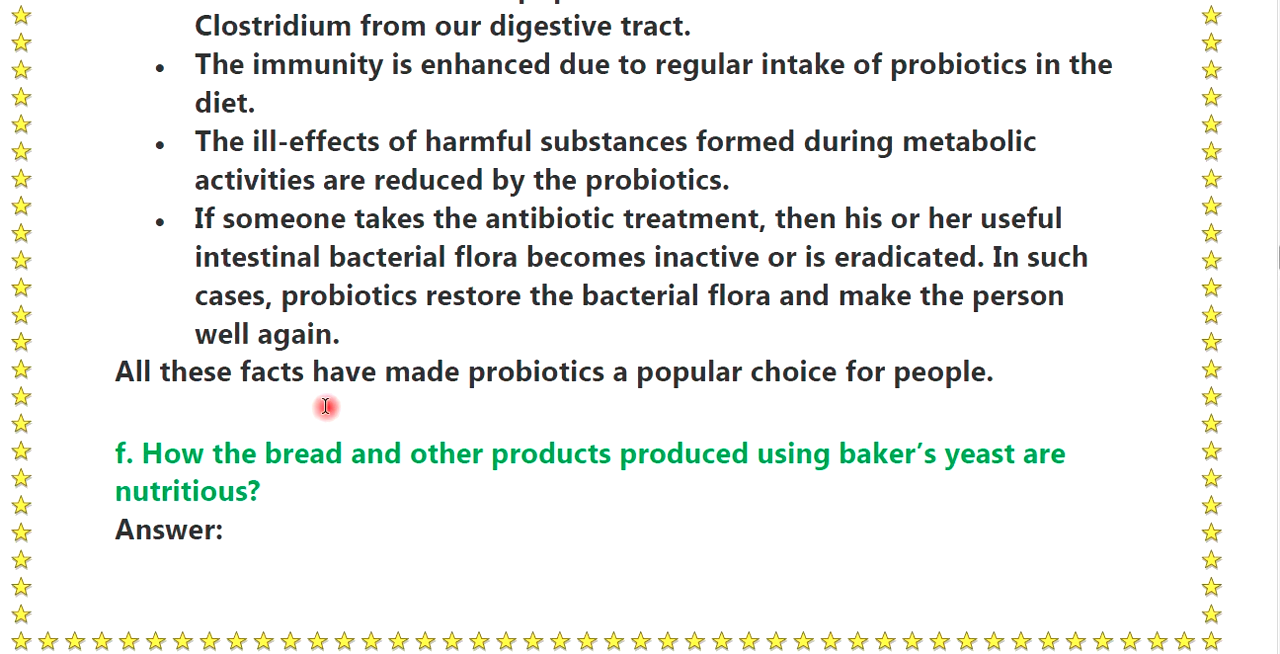 Clostridium from our digestive tract.
• The immunity is enhanced due to regular intake of probiotics in the
diet.
• The ill-effects of harmful substances formed during metabolic
activities are reduced by the probiotics.
• If someone takes the antibiotic treatment, then his or her useful
intestinal bacterial flora becomes inactive or is eradicated. In such
cases, probiotics restore the bacterial flora and make the person
well again.
All these facts have made probiotics a popular choice for people.
f. How the bread and other products produced using baker’s yeast are
nutritious?
Answer: